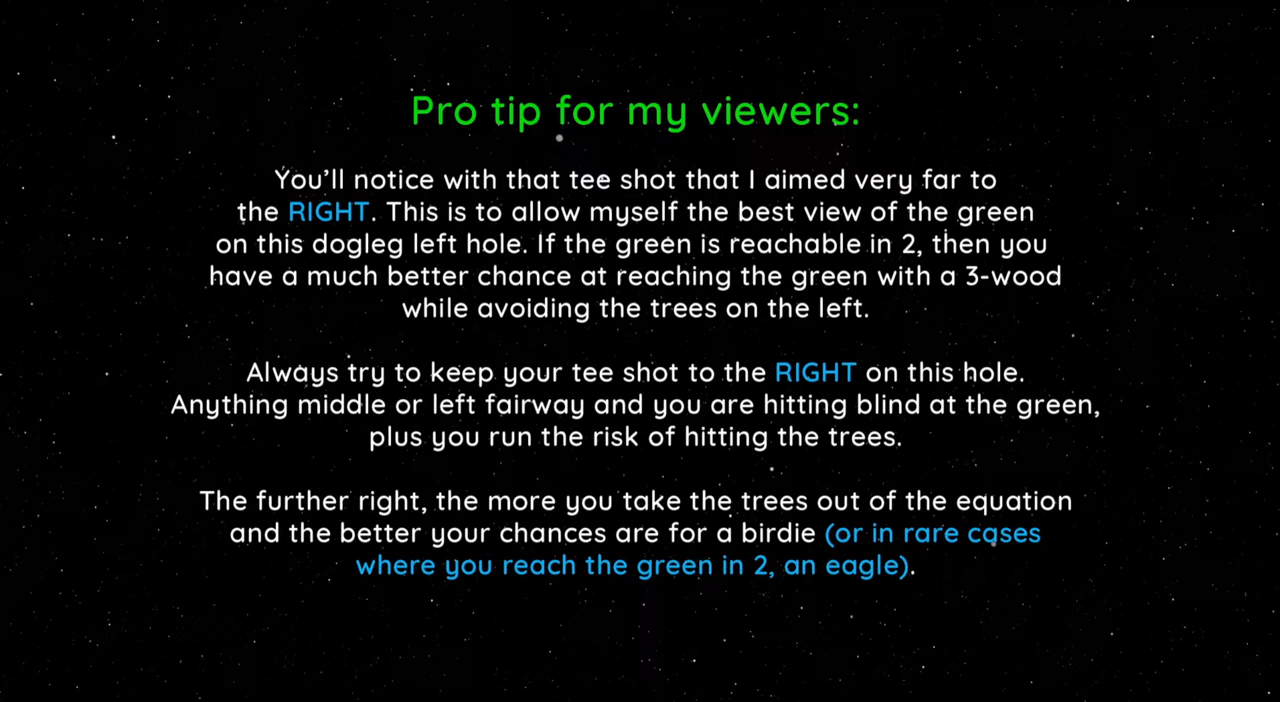 Pro tip for my viewers:
You'll notice with that tee shot that I aimed very far to
the RIGHT. This is to allow myself the best view of the green
on this dogleg left hole. If the green is reachable in 2, then you
have a much better chance at reaching the green with a 3-wood
while avoiding the trees on the left.
Always try to keep your tee shot to the RIGHT on this hole.
Anything middle or left fairway and you are hitting blind at the green,
plus you run the risk of hitting the trees.
The further right, the more you take the trees out of the equation
and the better your chances are for a birdie (or in rare cases
where you reach the green in 2, an eagle).